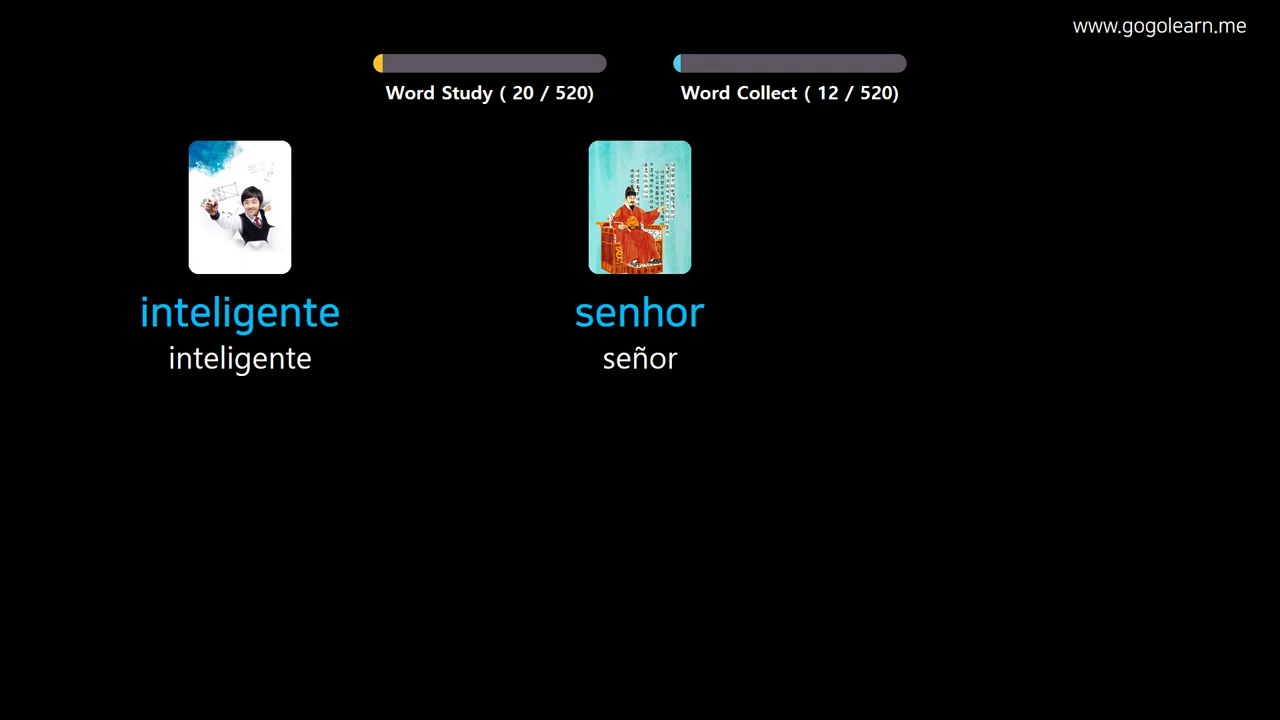 www.gogolearn.me
Word Study ( 20 / 520)
Word Collect ( 12 / 520)
inteligente
senhor
inteligente
señor